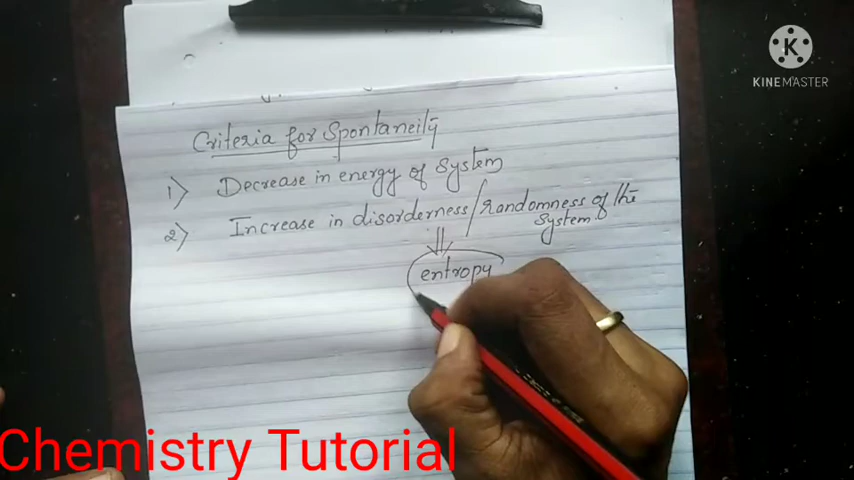 KINEMASTER
Criteria for Spontaneity
1) Decrease in energy of System
2) Increase in disorderness/randomness of the
System
entropy
Chemistry Tutorial